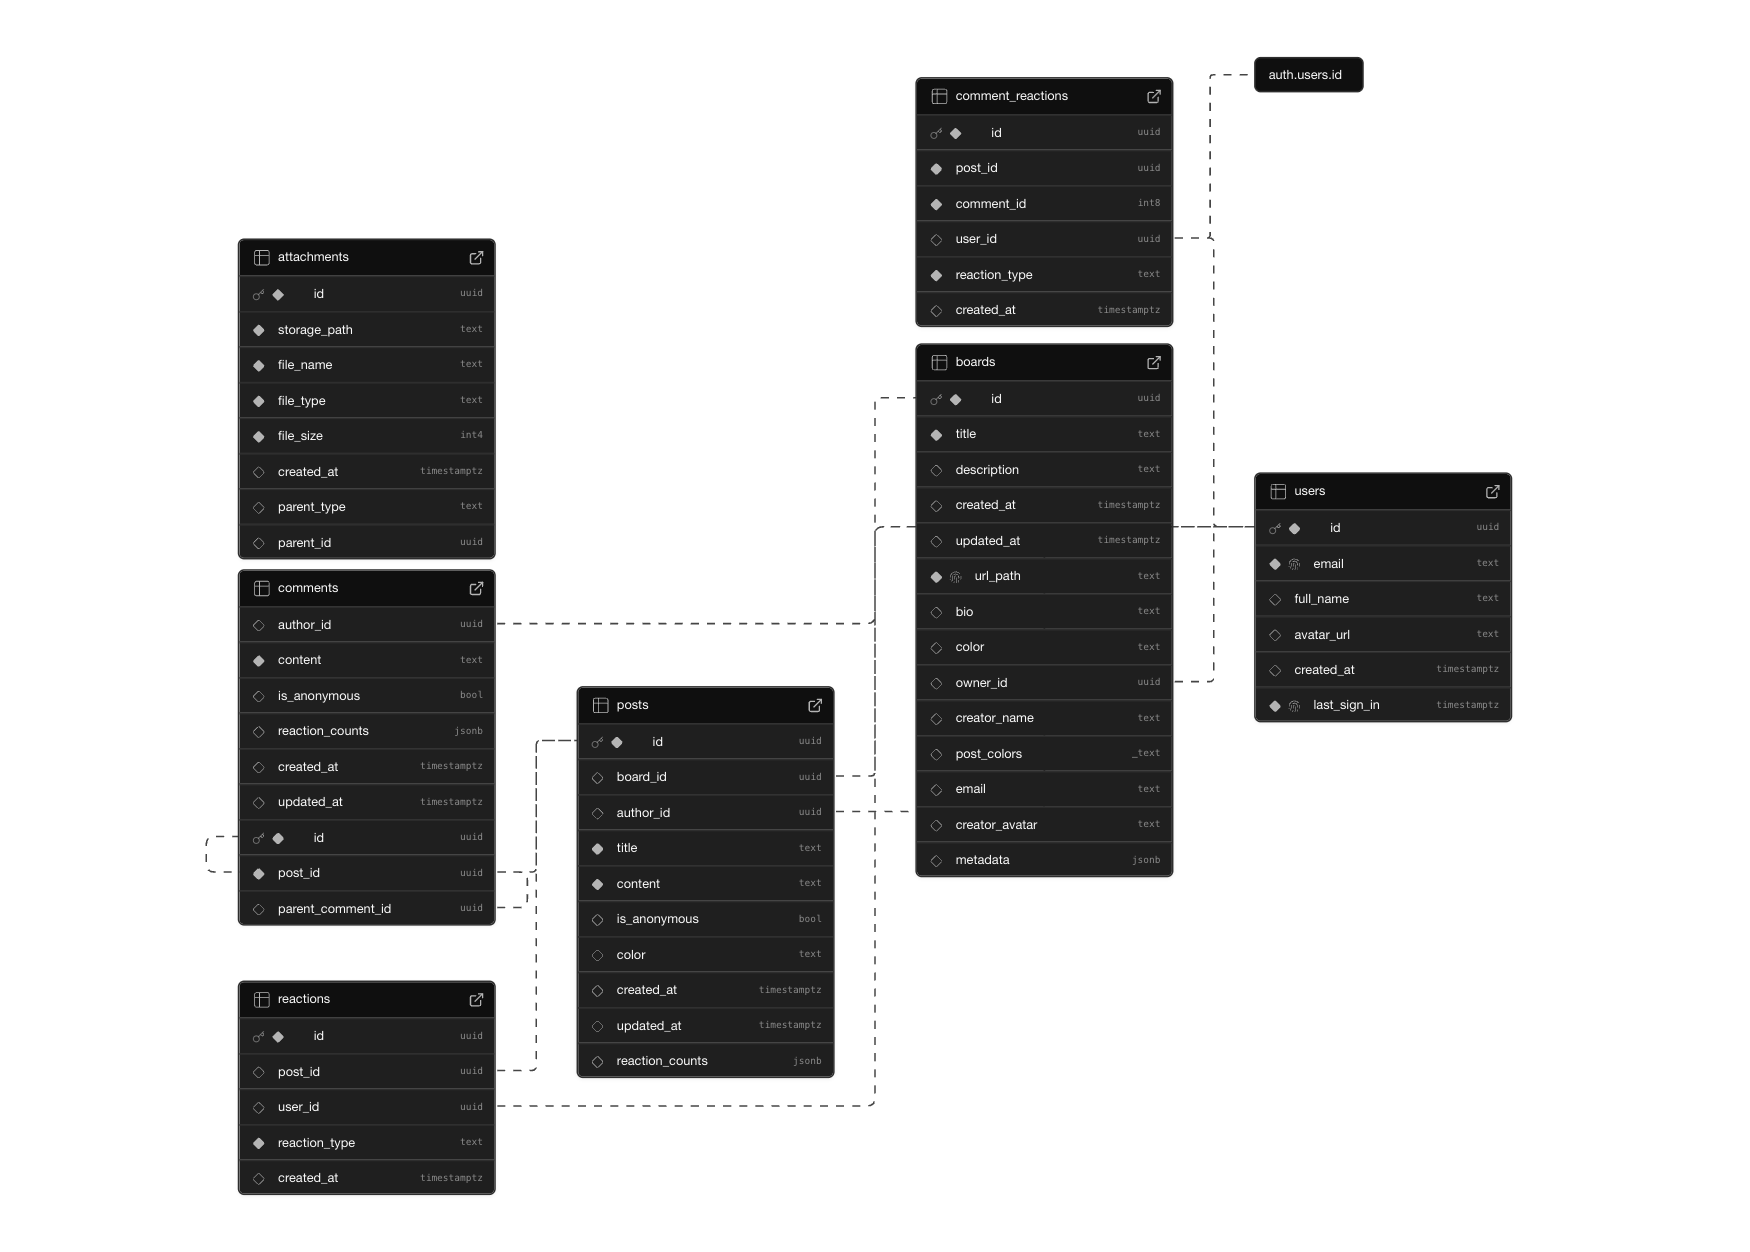 auth.users.id
comment_reactions
id uuid
post_id uuid
comment_id int8
user_id uuid
reaction_type text
created_at timestamptz
attachments
id uuid
storage_path text
file_name text
file_type text
file_size int4
created_at timestamptz
parent_type text
parent_id uuid
boards
id uuid
title text
description text
created_at timestamptz
updated_at timestamptz
url_path text
bio text
color text
owner_id uuid
creator_name text
post_colors _text
email text
creator_avatar text
metadata jsonb
users
id uuid
email text
full_name text
avatar_url text
created_at timestamptz
last_sign_in timestamptz
comments
author_id uuid
content text
is_anonymous bool
reaction_counts jsonb
created_at timestamptz
updated_at timestamptz
id uuid
post_id uuid
parent_comment_id uuid
posts
id uuid
board_id uuid
author_id uuid
title text
content text
is_anonymous bool
color text
created_at timestamptz
updated_at timestamptz
reaction_counts jsonb
reactions
id uuid
post_id uuid
user_id uuid
reaction_type text
created_at timestamptz